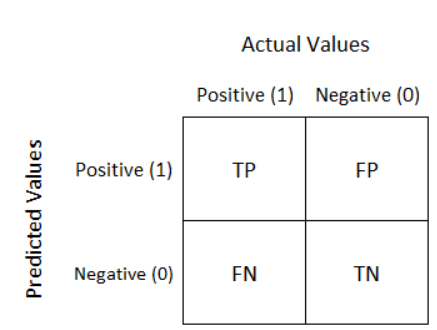 Actual Values
Positive (1) Negative (0)
Predicted Values
Positive (1) TP FP
Negative (0) FN TN